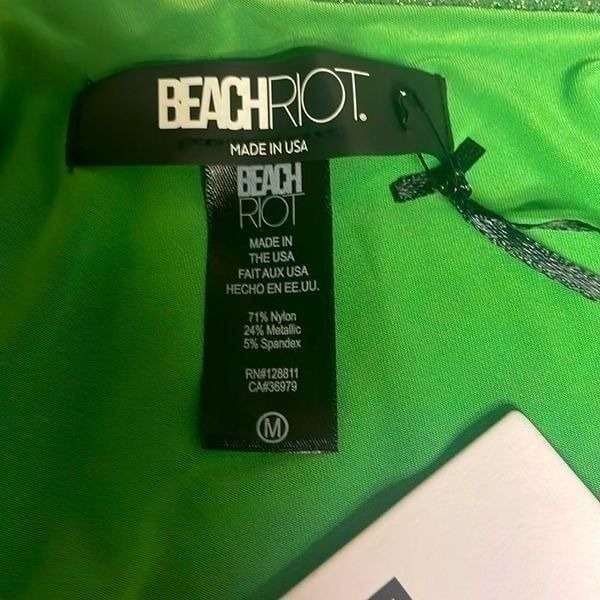 BEACHRIOT.
MADE IN USA
BEACH
RIOT
MADE IN
THE USA
FAIT AUX USA
HECHO EN EE.UU.
71% Nylon
24% Metallic
5% Spandex
RN#128811
CA#36979
M